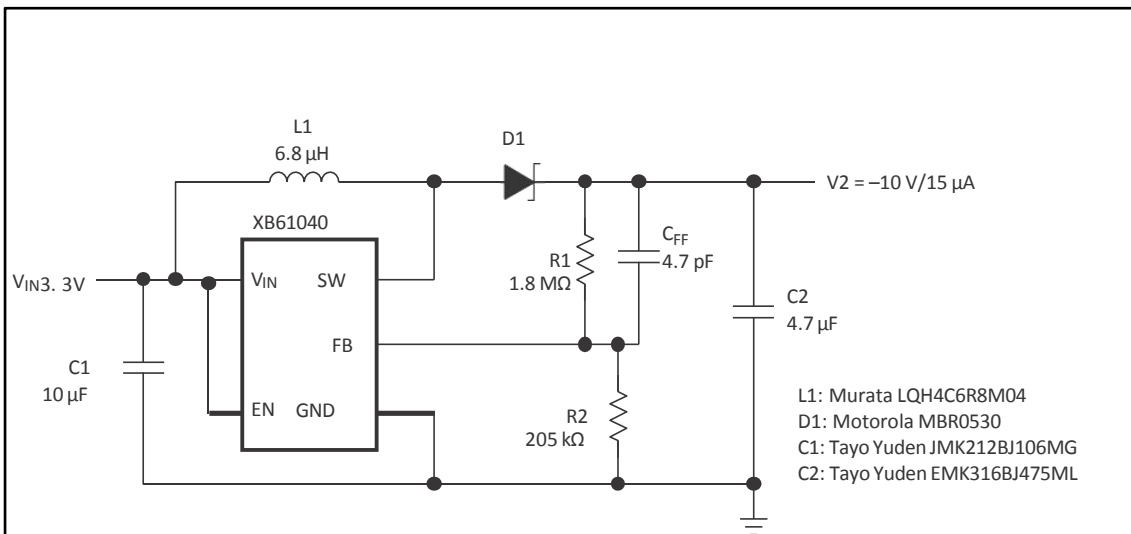 L1
6.8 µH
D1
V2 = –10 V/15 µA
XB61040
CFF
4.7 pF
R1
1.8 MΩ
VIN3. 3V
VIN
SW
C2
4.7 µF
FB
C1
10 µF
EN
GND
R2
205 kΩ
L1: Murata LQH4C6R8M04
D1: Motorola MBR0530
C1: Tayo Yuden JMK212BJ106MG
C2: Tayo Yuden EMK316BJ475ML